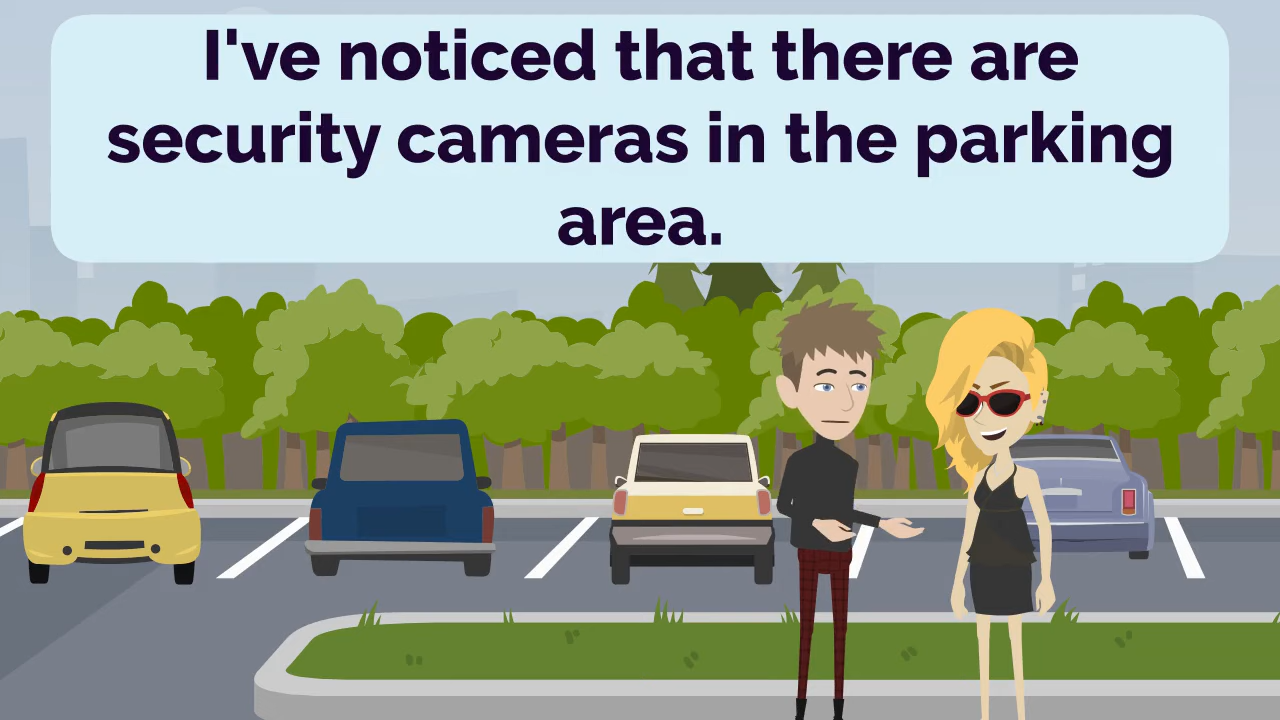 I've noticed that there are
security cameras in the parking
area.